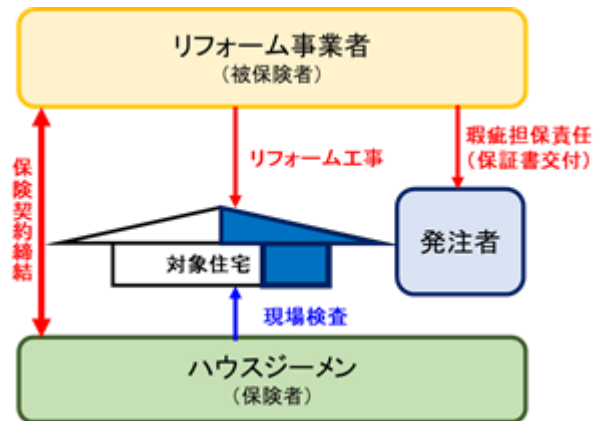 リフォーム事業者
（被保険者）
保険契約締結
リフォーム工事
瑕疵担保責任
（保証書交付）
対象住宅
発注者
現場検査
ハウスジーメン
（保険者）